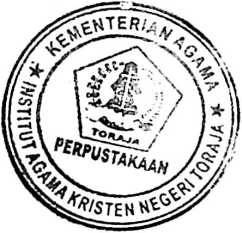 KEMENTERIAN AGAMA
TORAJA
PERPUSTAKAAN
INSTITUT AGAMA KRISTEN NEGERI TORAJA